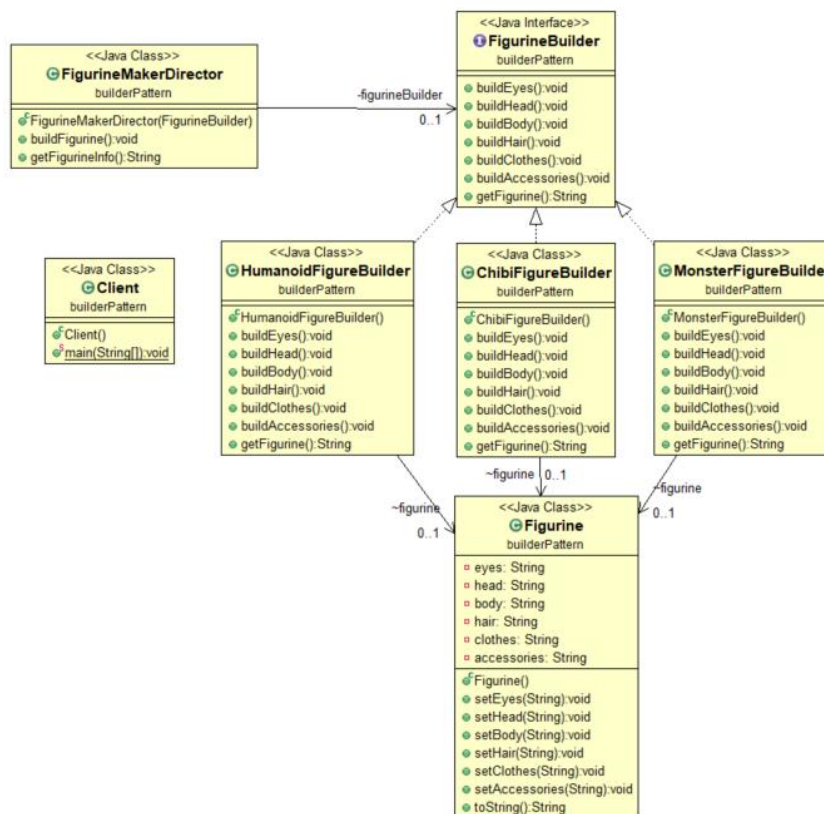 <<Java Class>>
FigurineMakerDirector
builderPattern
FigurineMakerDirector(FigurineBuilder)
buildFigurine():void
getFigurineInfo():String
-figurineBuilder
0..1
<<Java Interface>>
FigurineBuilder
builderPattern
buildEyes():void
buildHead():void
buildBody():void
buildHair():void
buildClothes():void
buildAccessories():void
getFigurine():String
<<Java Class>>
Client
builderPattern
Client()
main(String[]):void
<<Java Class>>
HumanoidFigureBuilder
builderPattern
HumanoidFigureBuilder()
buildEyes():void
buildHead():void
buildBody():void
buildHair():void
buildClothes():void
buildAccessories():void
getFigurine():String
<<Java Class>>
ChibiFigureBuilder
builderPattern
ChibiFigureBuilder()
buildEyes():void
buildHead():void
buildBody():void
buildHair():void
buildClothes():void
buildAccessories():void
getFigurine():String
<<Java Class>>
MonsterFigureBuilde
builderPattern
MonsterFigureBuilder()
buildEyes():void
buildHead():void
buildBody():void
buildHair():void
buildClothes():void
buildAccessories():void
getFigurine():String
~figurine
0..1
~figurine
0..1
~figurine
0..1
<<Java Class>>
Figurine
builderPattern
eyes: String
head: String
body: String
hair: String
clothes: String
accessories: String
Figurine()
setEyes(String):void
setHead(String):void
setBody(String):void
setHair(String):void
setClothes(String):void
setAccessories(String):void
toString():String